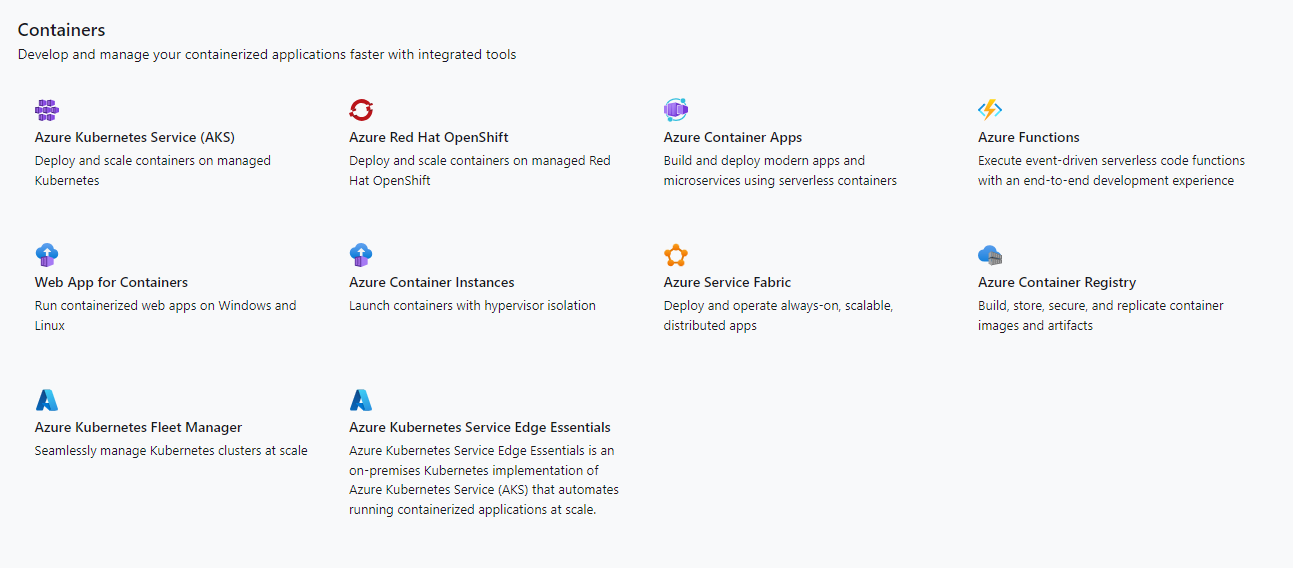 Containers
Develop and manage your containerized applications faster with integrated tools
Azure Kubernetes Service (AKS)
Deploy and scale containers on managed
Kubernetes
Azure Red Hat OpenShift
Deploy and scale containers on managed Red
Hat OpenShift
Azure Container Apps
Build and deploy modern apps and
microservices using serverless containers
Azure Functions
Execute event-driven serverless code functions
with an end-to-end development experience
Web App for Containers
Run containerized web apps on Windows and
Linux
Azure Container Instances
Launch containers with hypervisor isolation
Azure Service Fabric
Deploy and operate always-on, scalable,
distributed apps
Azure Container Registry
Build, store, secure, and replicate container
images and artifacts
Azure Kubernetes Fleet Manager
Seamlessly manage Kubernetes clusters at scale
Azure Kubernetes Service Edge Essentials
Azure Kubernetes Service Edge Essentials is an
on-premises Kubernetes implementation of
Azure Kubernetes Service (AKS) that automates
running containerized applications at scale.